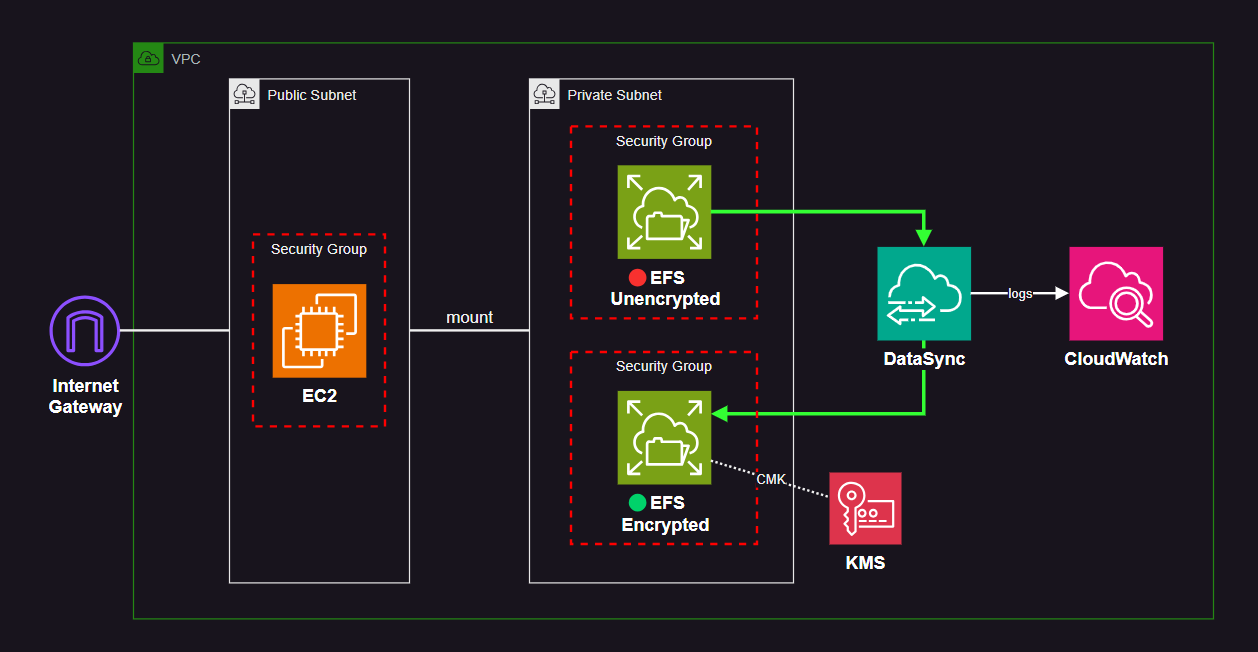 VPC
Public Subnet
Private Subnet
Security Group
Security Group
EFS
Unencrypted
mount
Internet
Gateway
EC2
logs
DataSync
CloudWatch
Security Group
CMK
EFS
Encrypted
KMS